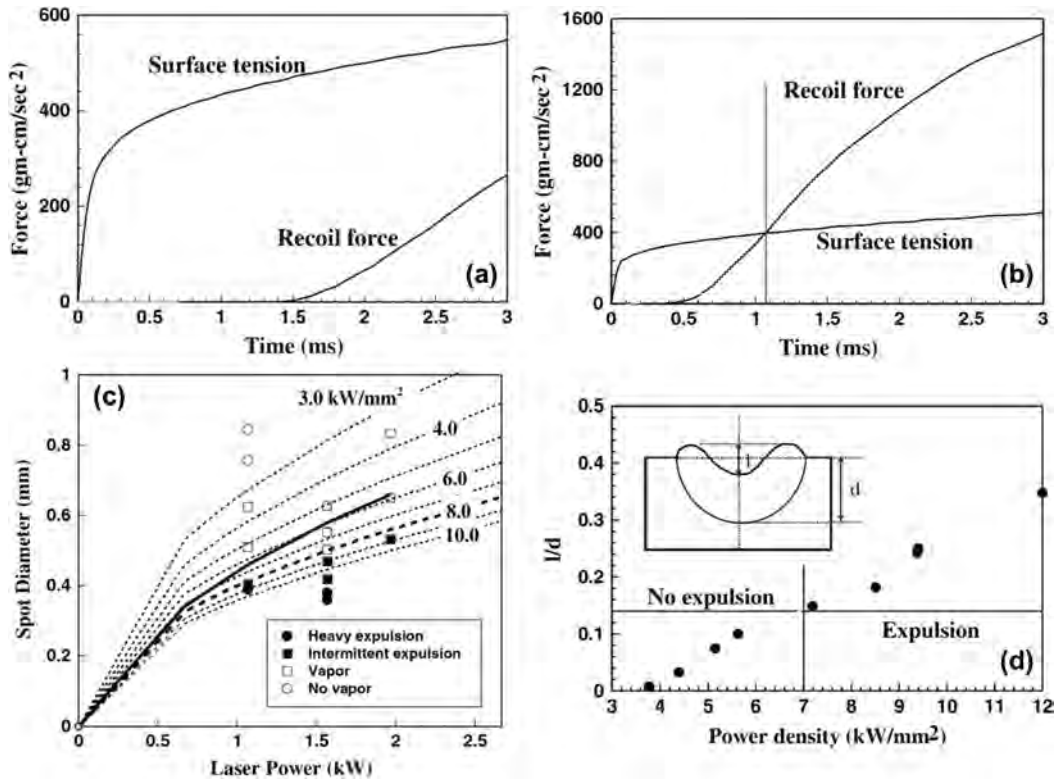 600
400
200
0
Force (gm-cm/sec²)
Surface tension
Recoil force
(a)
0 0.5 1 1.5 2 2.5 3
Time (ms)
1600
1200
800
400
0
Force (gm-cm/sec²)
Recoil force
Surface tension
(b)
0 0.5 1 1.5 2 2.5 3
Time (ms)
1
0.8
0.6
0.4
0.2
0
Spot Diameter (mm)
(c)
3.0 kW/mm²
4.0
6.0
8.0
10.0
Heavy expulsion
Intermittent expulsion
Vapor
No vapor
0 0.5 1 1.5 2 2.5
Laser Power (kW)
0.5
0.4
0.3
0.2
0.1
0
l/d
l
d
No expulsion
Expulsion
(d)
3 4 5 6 7 8 9 10 11 12
Power density (kW/mm²)